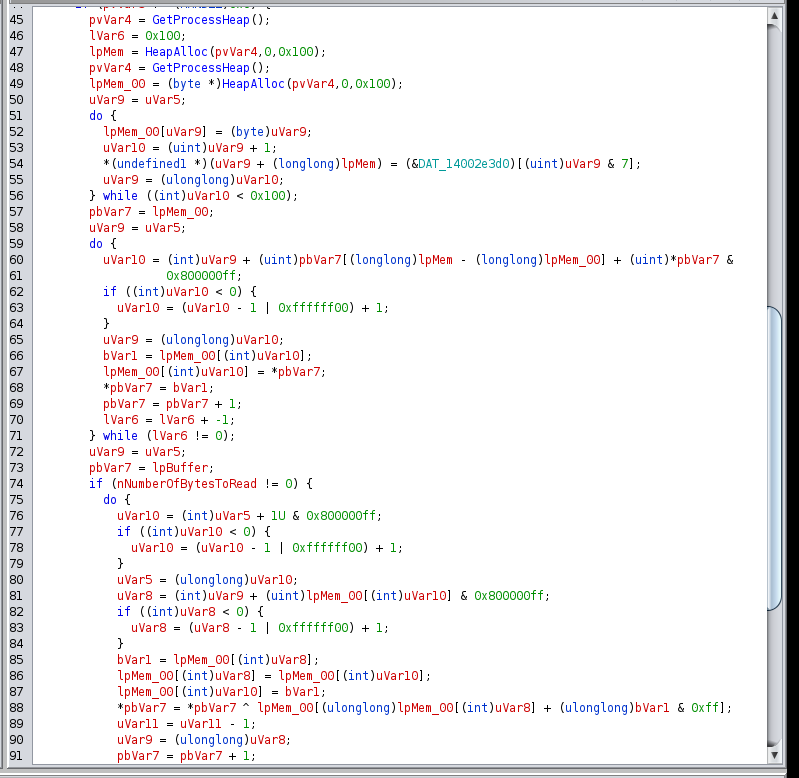 45 pvVar4 = GetProcessHeap();
46 lVar6 = 0x100;
47 lpMem = HeapAlloc(pvVar4,0,0x100);
48 pvVar4 = GetProcessHeap();
49 lpMem_00 = (byte *)HeapAlloc(pvVar4,0,0x100);
50 uVar9 = uVar5;
51 do {
52 lpMem_00[uVar9] = (byte)uVar9;
53 uVar10 = (uint)uVar9 + 1;
54 *(undefined1 *)(uVar9 + (longlong)lpMem) = (&DAT_14002e3d0)[(uint)uVar9 & 7];
55 uVar9 = (ulonglong)uVar10;
56 } while ((int)uVar10 < 0x100);
57 pbVar7 = lpMem_00;
58 uVar9 = uVar5;
59 do {
60 uVar10 = (int)uVar9 + (uint)pbVar7[(longlong)lpMem - (longlong)lpMem_00] + (uint)*pbVar7 &
61 0x800000ff;
62 if ((int)uVar10 < 0) {
63 uVar10 = (uVar10 - 1 | 0xffffff00) + 1;
64 }
65 uVar9 = (ulonglong)uVar10;
66 bVar1 = lpMem_00[(int)uVar10];
67 lpMem_00[(int)uVar10] = *pbVar7;
68 *pbVar7 = bVar1;
69 pbVar7 = pbVar7 + 1;
70 lVar6 = lVar6 + -1;
71 } while (lVar6 != 0);
72 uVar9 = uVar5;
73 pbVar7 = lpBuffer;
74 if (nNumberOfBytesToRead != 0) {
75 do {
76 uVar10 = (int)uVar5 + 1U & 0x800000ff;
77 if ((int)uVar10 < 0) {
78 uVar10 = (uVar10 - 1 | 0xffffff00) + 1;
79 }
80 uVar5 = (ulonglong)uVar10;
81 uVar8 = (int)uVar9 + (uint)lpMem_00[(int)uVar10] & 0x800000ff;
82 if ((int)uVar8 < 0) {
83 uVar8 = (uVar8 - 1 | 0xffffff00) + 1;
84 }
85 bVar1 = lpMem_00[(int)uVar8];
86 lpMem_00[(int)uVar8] = lpMem_00[(int)uVar10];
87 lpMem_00[(int)uVar10] = bVar1;
88 *pbVar7 = *pbVar7 ^ lpMem_00[(ulonglong)lpMem_00[(int)uVar8] + (ulonglong)bVar1 & 0xff];
89 uVar11 = uVar11 - 1;
90 uVar9 = (ulonglong)uVar8;
91 pbVar7 = pbVar7 + 1;